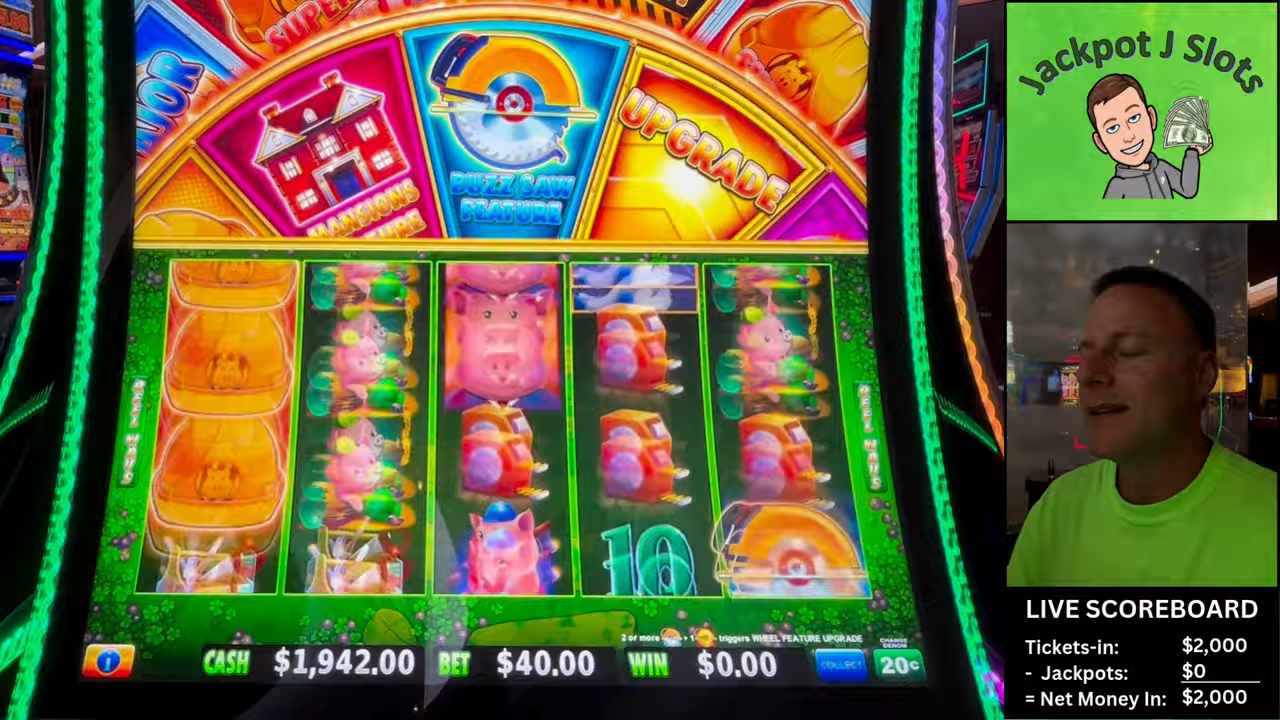 SUPER
MINOR
MANSIONS
BUZZ SAW
FEATURE
UPGRADE
Jackpot J Slots
10
REEL WAYS
REEL WAYS
2 or more + 1 triggers WHEEL FEATURE UPGRADE
CASH $1,942.00 BET $40.00 WIN $0.00 COLLECT
CHANGE
DENOM
20¢
LIVE SCOREBOARD
Tickets-in: $2,000
- Jackpots: $0
= Net Money In: $2,000